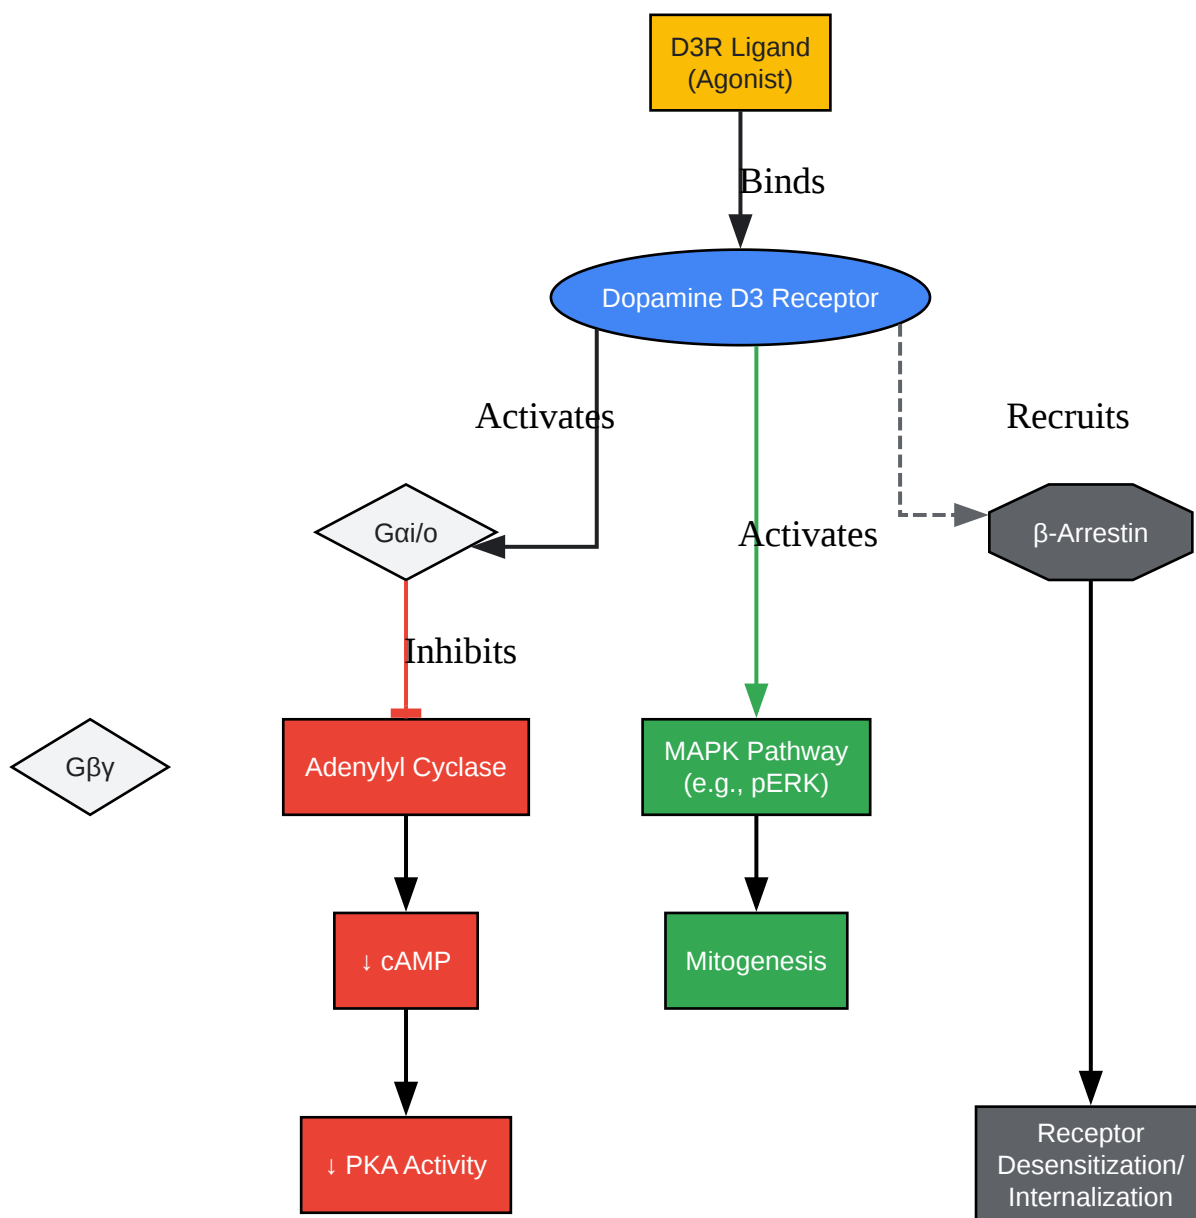 D3R Ligand
(Agonist)
Binds
Dopamine D3 Receptor
Activates
Recruits
Gαi/o
Activates
β-Arrestin
Inhibits
Gβγ
Adenylyl Cyclase
MAPK Pathway
(e.g., pERK)
↓ cAMP
Mitogenesis
↓ PKA Activity
Receptor
Desensitization/
Internalization